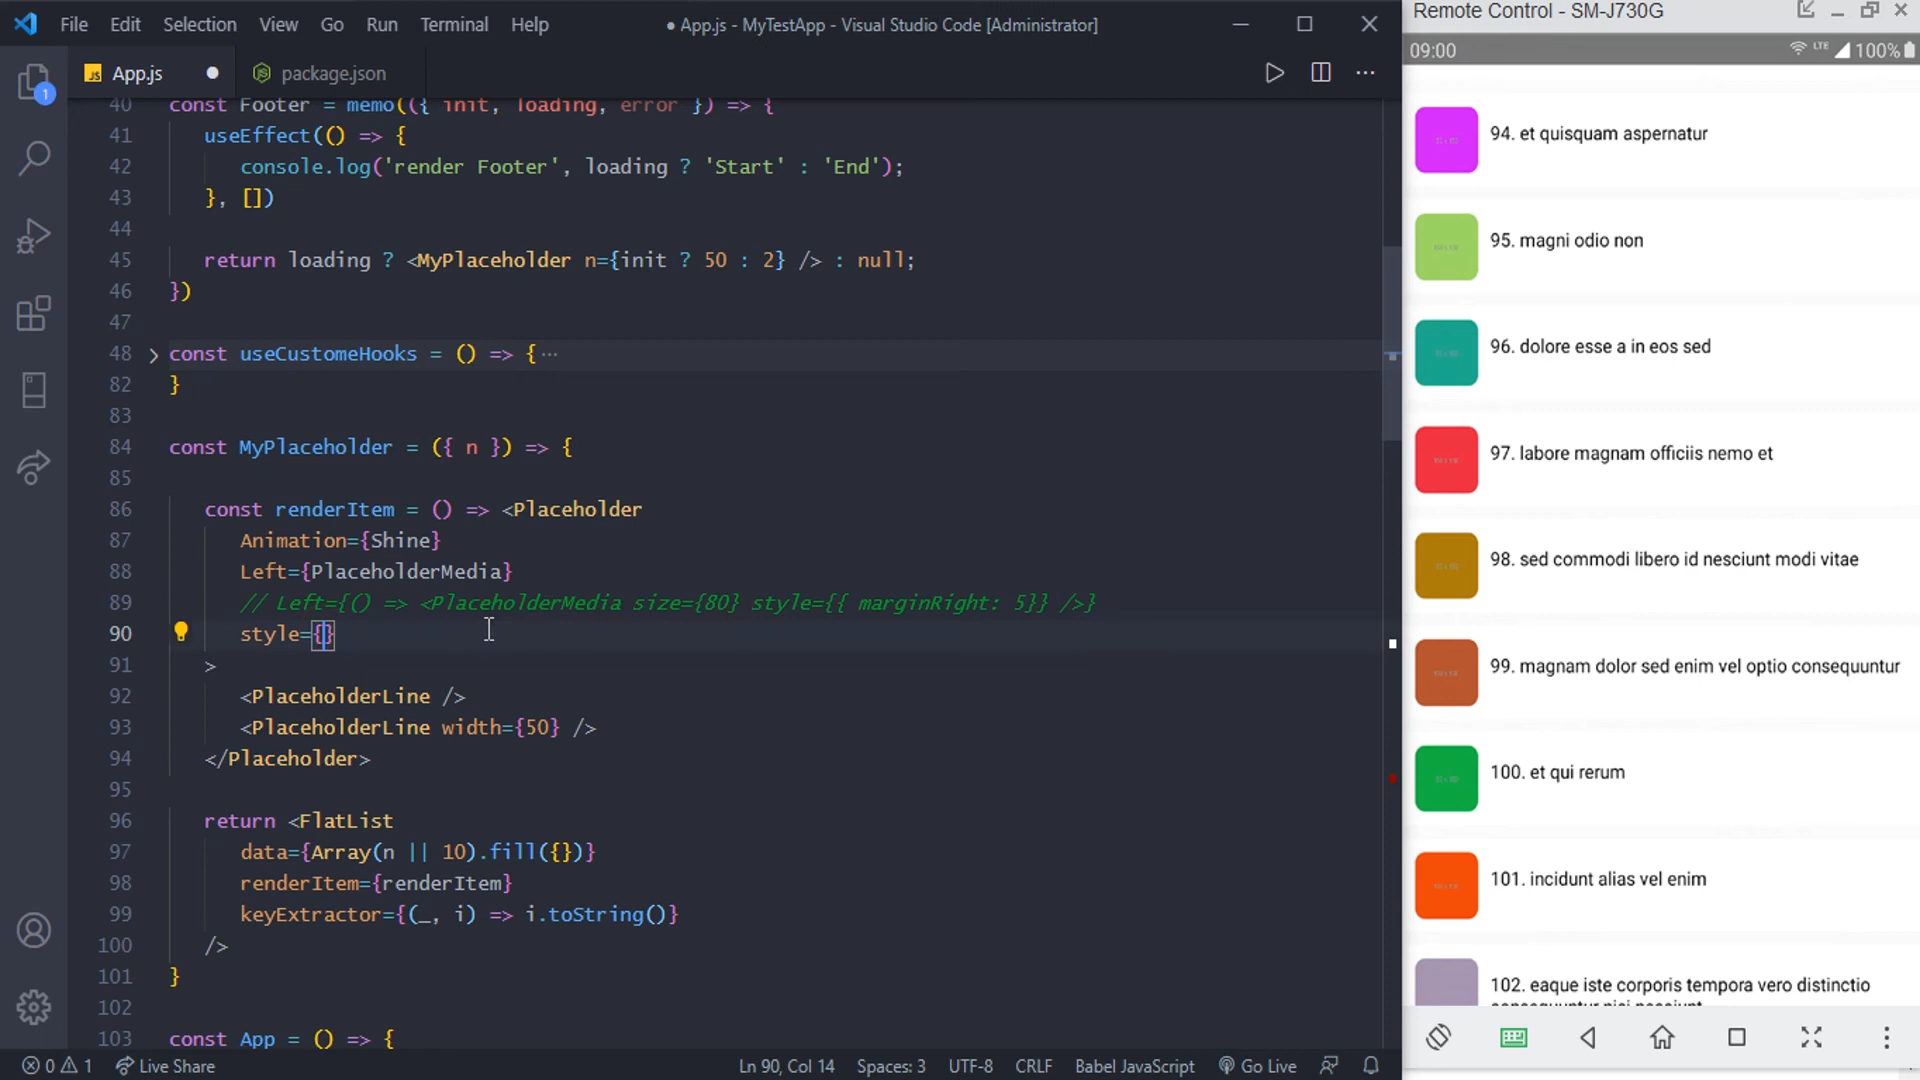 File Edit Selection View Go Run Terminal Help
● App.js - MyTestApp - Visual Studio Code [Administrator]
JS App.js ●
package.json
1
40 const Footer = memo(({ init, loading, error }) => {
41 useEffect(() => {
42 console.log('render Footer', loading ? 'Start' : 'End');
43 }, [])
44
45 return loading ? <MyPlaceholder n={init ? 50 : 2} /> : null;
46 })
47
48 const useCustomeHooks = () => { ···
82 }
83
84 const MyPlaceholder = ({ n }) => {
85
86 const renderItem = () => <Placeholder
87 Animation={Shine}
88 Left={PlaceholderMedia}
89 // Left={() => <PlaceholderMedia size={80} style={{ marginRight: 5}} />}
90 style={}
91 >
92 <PlaceholderLine />
93 <PlaceholderLine width={50} />
94 </Placeholder>
95
96 return <FlatList
97 data={Array(n || 10).fill({})}
98 renderItem={renderItem}
99 keyExtractor={(_, i) => i.toString()}
100 />
101 }
102
103 const App = () => {
0 1 Live Share
Ln 90, Col 14 Spaces: 3 UTF-8 CRLF Babel JavaScript Go Live
Remote Control - SM-J730G
09:00 LTE 100%
94. et quisquam aspernatur
95. magni odio non
96. dolore esse a in eos sed
97. labore magnam officiis nemo et
98. sed commodi libero id nesciunt modi vitae
99. magnam dolor sed enim vel optio consequuntur
100. et qui rerum
101. incidunt alias vel enim
102. eaque iste corporis tempora vero distinctio